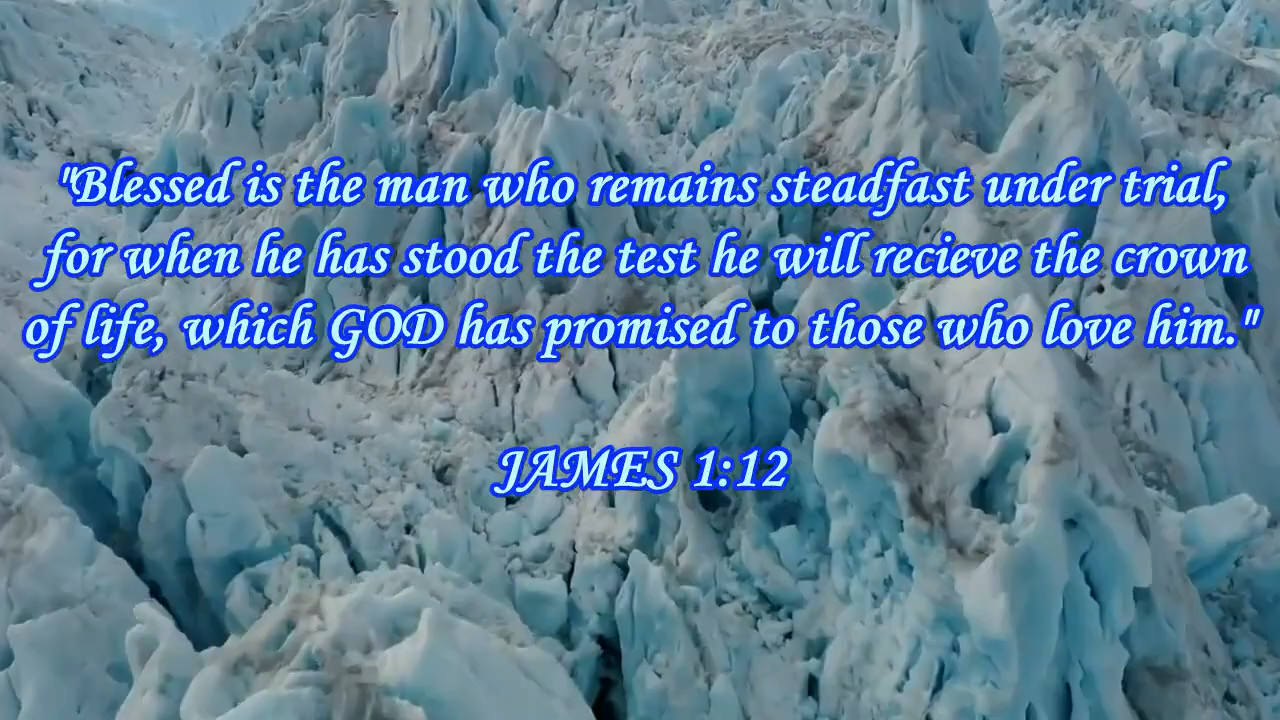 "Blessed is the man who remains steadfast under trial,
for when he has stood the test he will recieve the crown
of life, which GOD has promised to those who love him."
JAMES 1:12